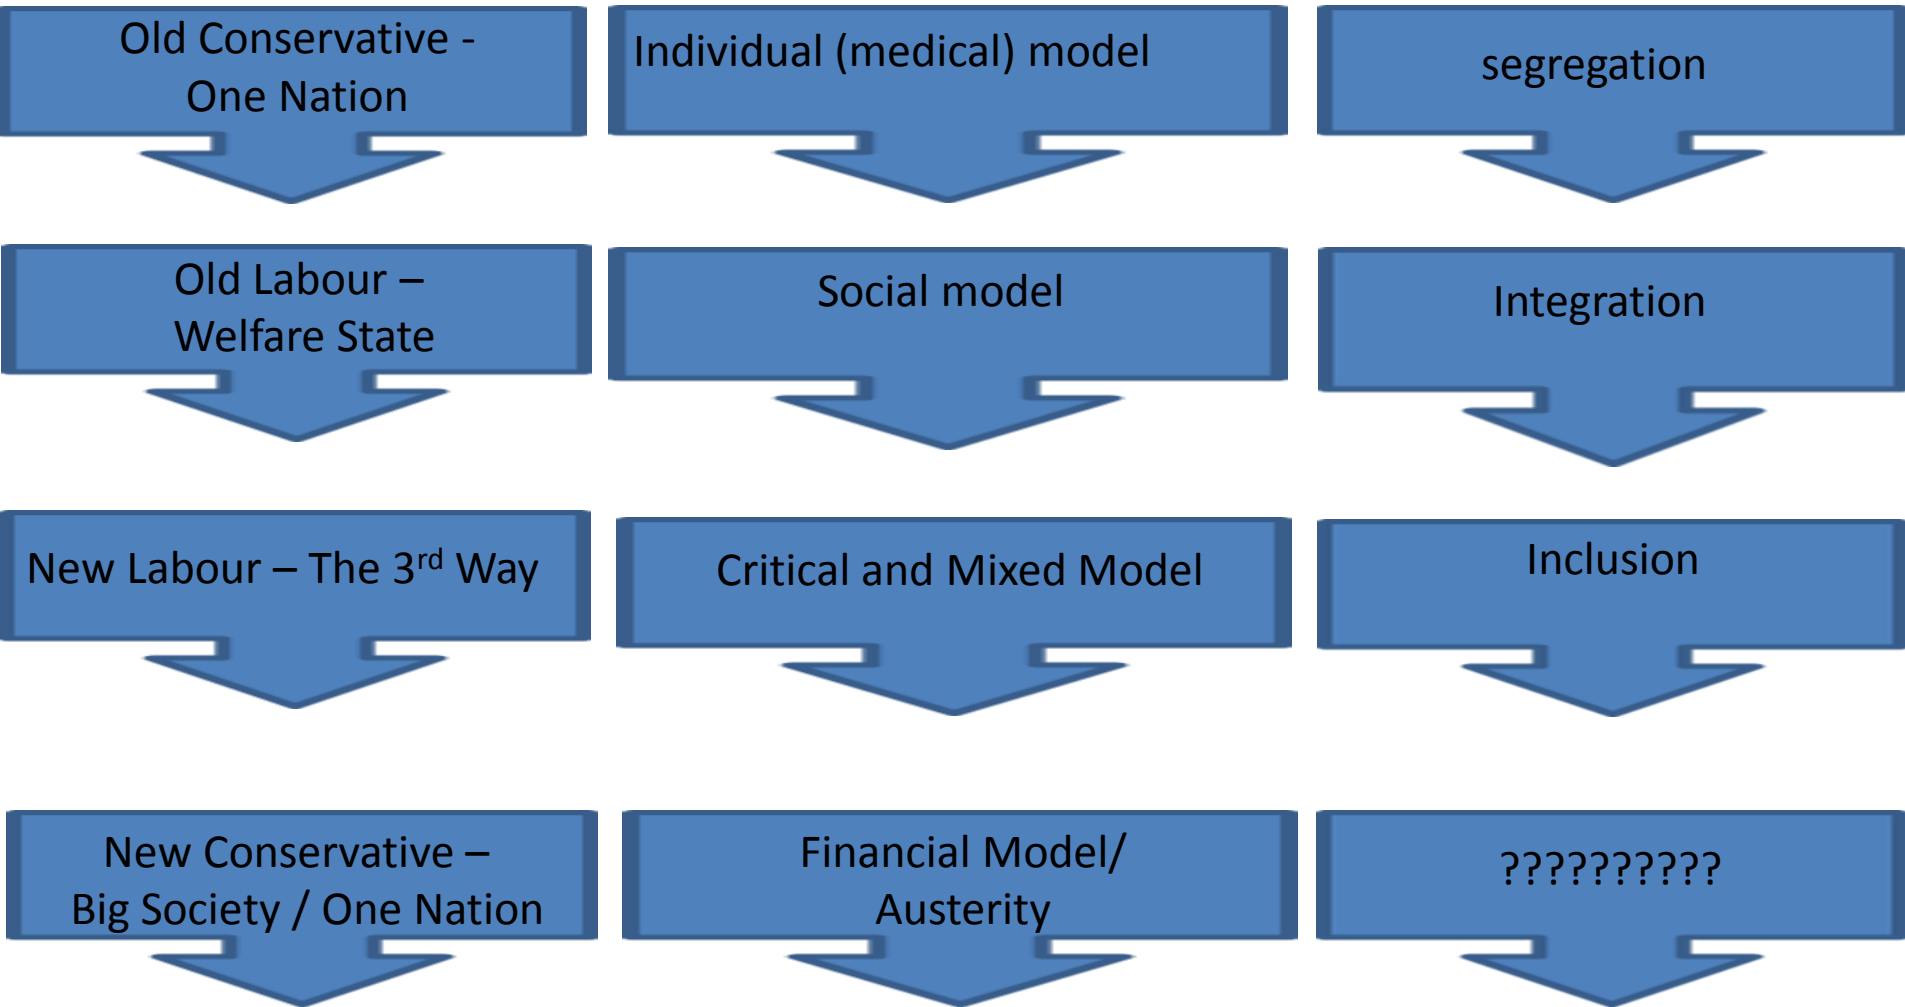 Old Conservative -
One Nation
Individual (medical) model
segregation
Old Labour –
Welfare State
Social model
Integration
New Labour – The 3rd Way
Critical and Mixed Model
Inclusion
New Conservative –
Big Society / One Nation
Financial Model/
Austerity
??????????